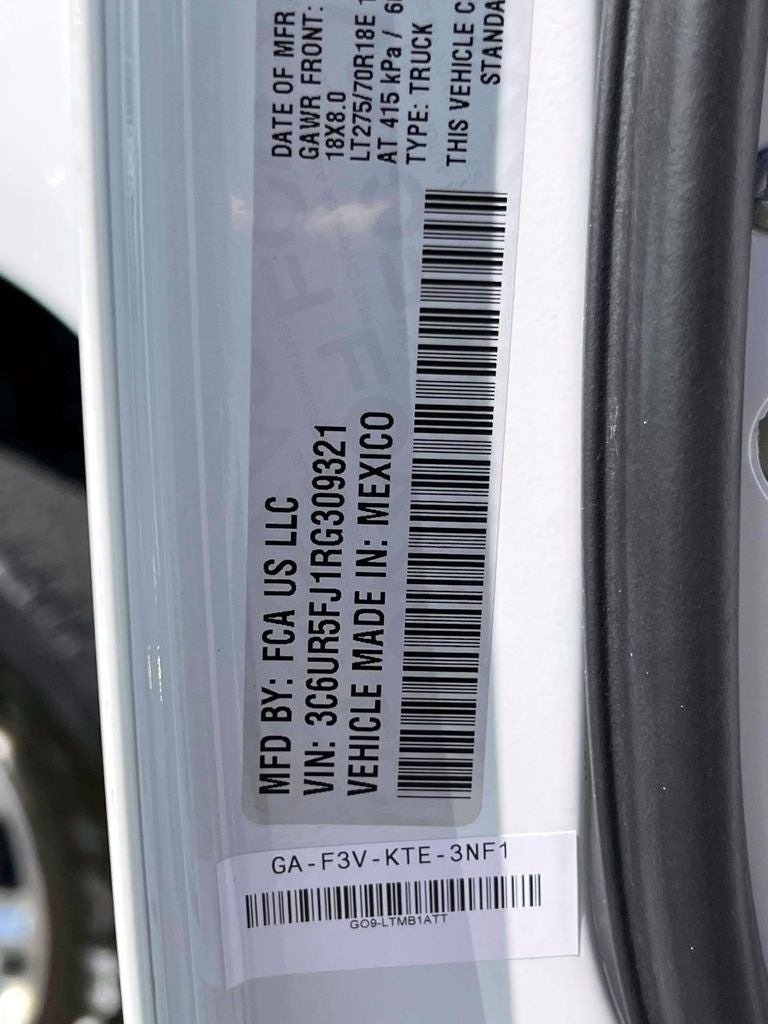 MFD BY: FCA US LLC
VIN: 3C6UR5FJ1RG309321
VEHICLE MADE IN: MEXICO
DATE OF MFR
GAWR FRONT:
18X8.0
LT275/70R18E
AT 415 kPa /
TYPE: TRUCK
THIS VEHICLE
GA-F3V-KTE-3NF1
GO9-LTMB1ATT